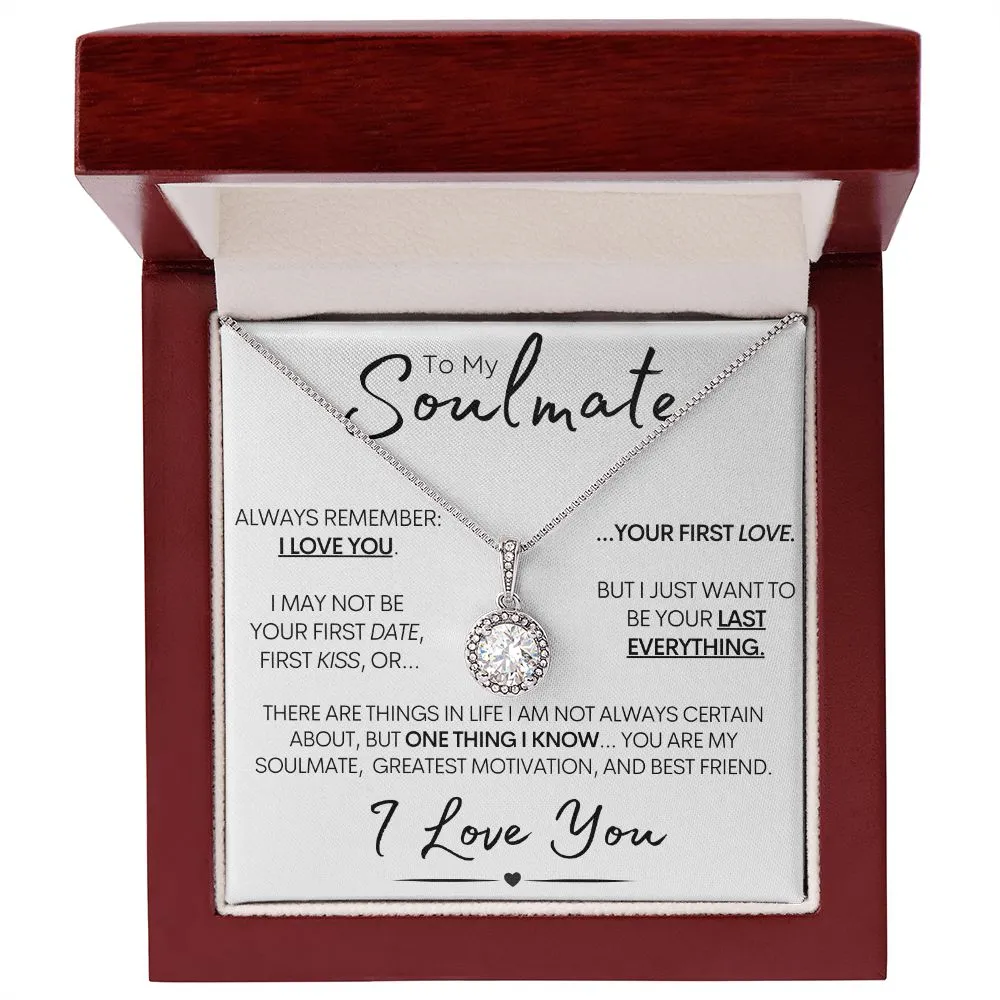 To My
Soulmate
ALWAYS REMEMBER:
I LOVE YOU.
I MAY NOT BE
YOUR FIRST DATE,
FIRST KISS, OR...
...YOUR FIRST LOVE.
BUT I JUST WANT TO
BE YOUR LAST
EVERYTHING.
THERE ARE THINGS IN LIFE I AM NOT ALWAYS CERTAIN
ABOUT, BUT ONE THING I KNOW... YOU ARE MY
SOULMATE, GREATEST MOTIVATION, AND BEST FRIEND.
I Love You